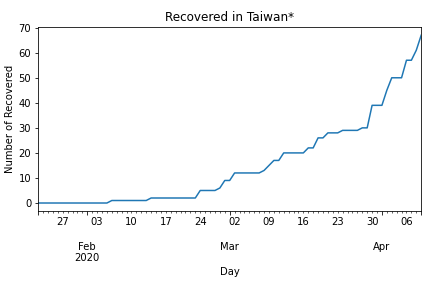 Recovered in Taiwan*
Number of Recovered
70
60
50
40
30
20
10
0
27 03 10 17 24 02 09 16 23 30 06
Feb Mar Apr
2020
Day